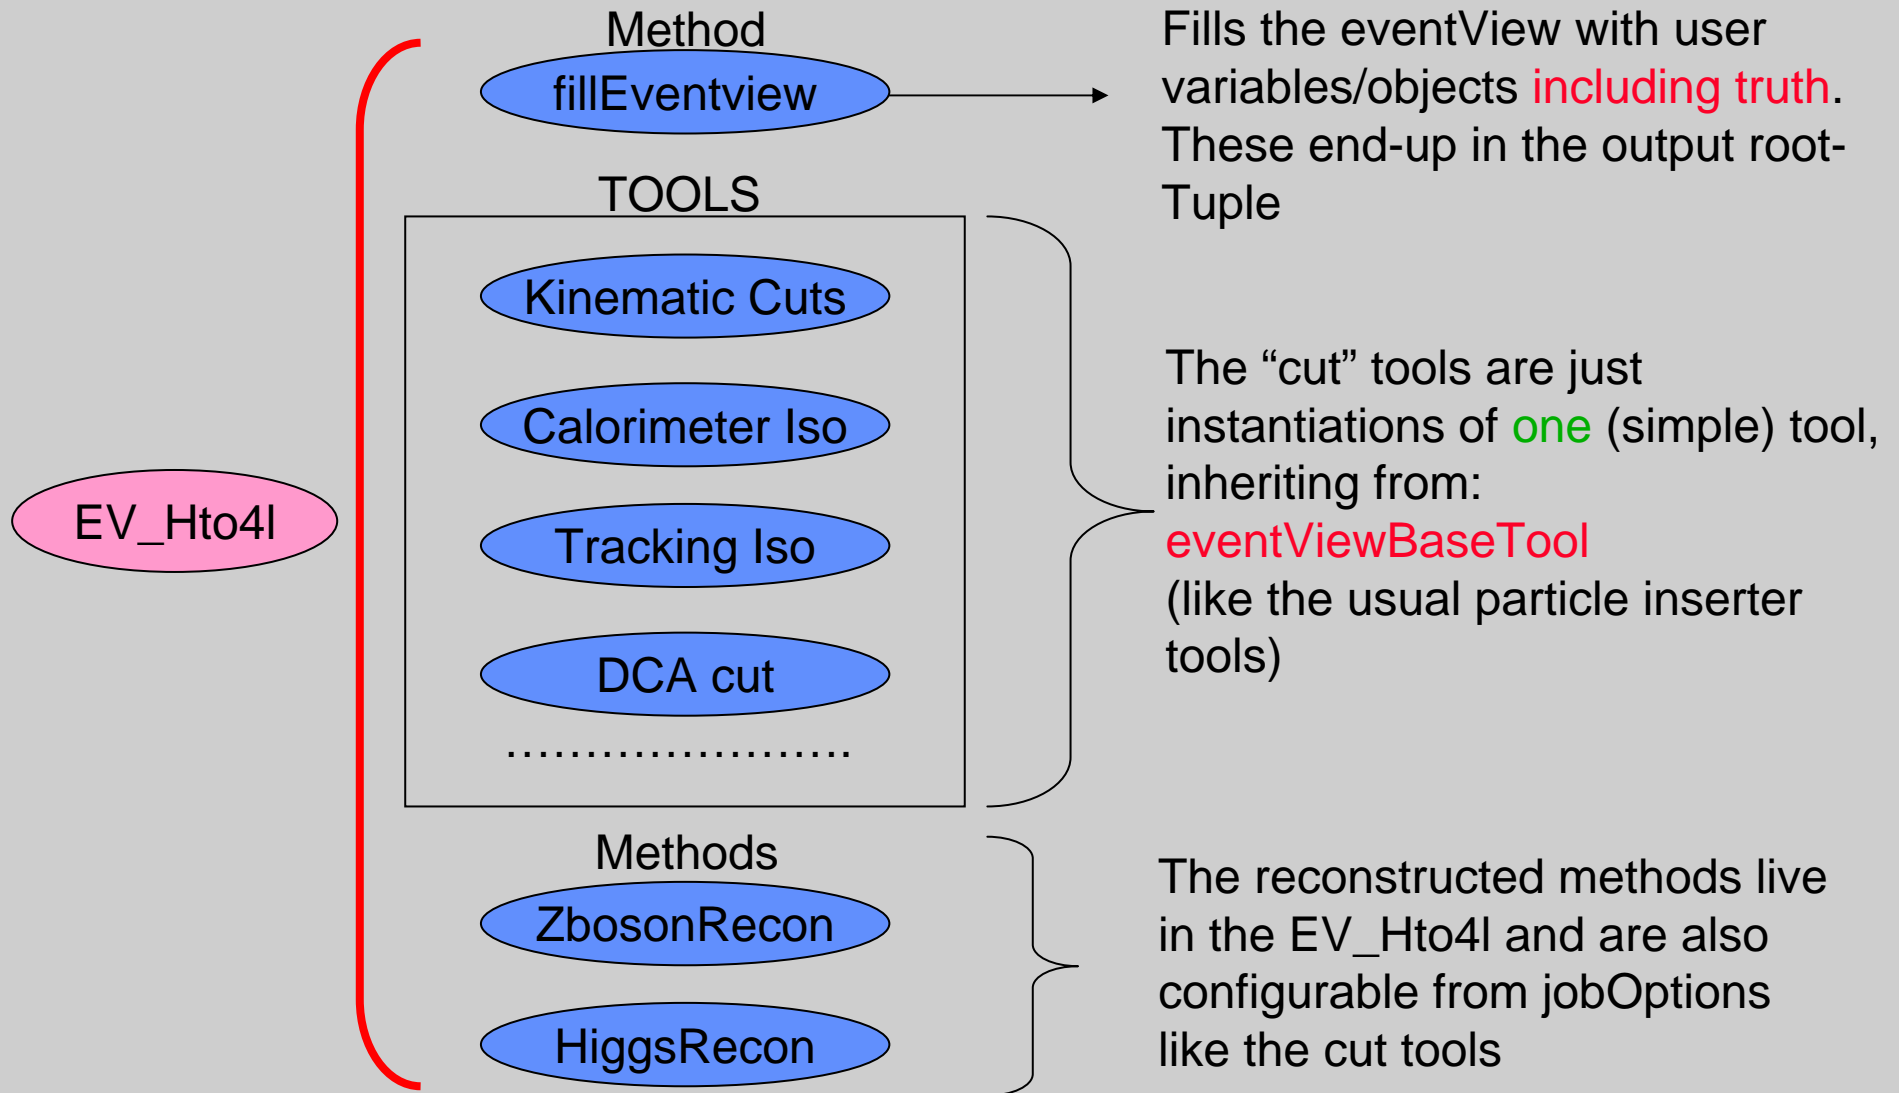 Method
fillEventview
Fills the eventView with user
variables/objects including truth.
These end-up in the output root-
Tuple
TOOLS
Kinematic Cuts
Calorimeter Iso
Tracking Iso
DCA cut
......................
The “cut” tools are just
instantiations of one (simple) tool,
inheriting from:
eventViewBaseTool
(like the usual particle inserter
tools)
EV_Hto4l
Methods
ZbosonRecon
HiggsRecon
The reconstructed methods live
in the EV_Hto4l and are also
configurable from jobOptions
like the cut tools